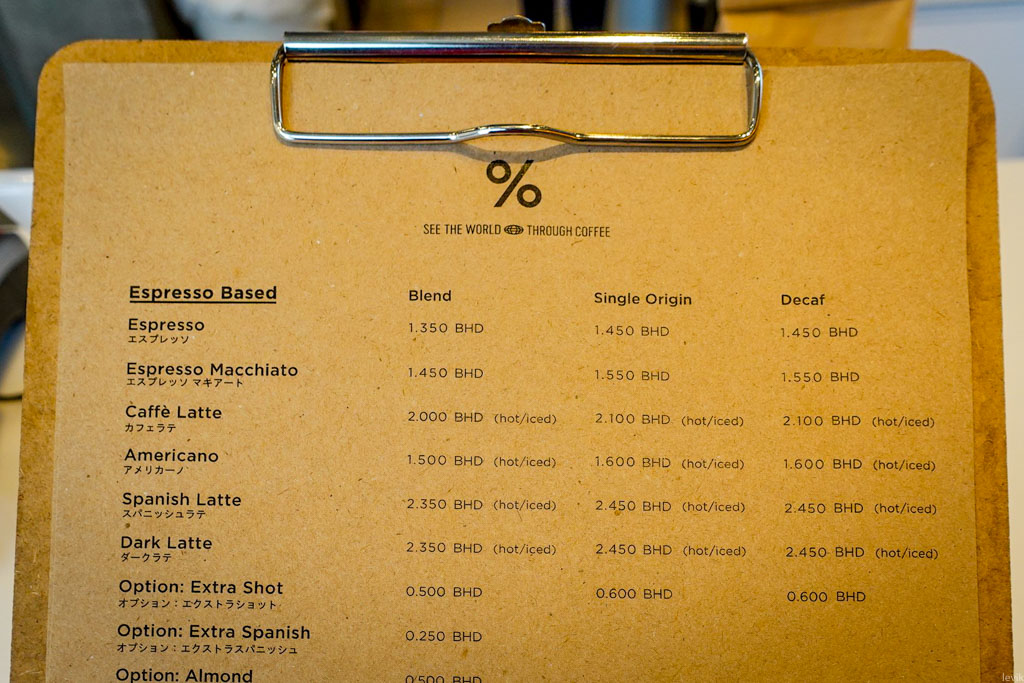 %
SEE THE WORLD THROUGH COFFEE
Espresso Based Blend Single Origin Decaf
Espresso 1.350 BHD 1.450 BHD 1.450 BHD
エスプレッソ
Espresso Macchiato 1.450 BHD 1.550 BHD 1.550 BHD
エスプレッソ マキアート
Caffè Latte 2.000 BHD (hot/iced) 2.100 BHD (hot/iced) 2.100 BHD (hot/iced)
カフェラテ
Americano 1.500 BHD (hot/iced) 1.600 BHD (hot/iced) 1.600 BHD (hot/iced)
アメリカーノ
Spanish Latte 2.350 BHD (hot/iced) 2.450 BHD (hot/iced) 2.450 BHD (hot/iced)
スパニッシュラテ
Dark Latte 2.350 BHD (hot/iced) 2.450 BHD (hot/iced) 2.450 BHD (hot/iced)
ダークラテ
Option: Extra Shot 0.500 BHD 0.600 BHD 0.600 BHD
オプション：エクストラショット
Option: Extra Spanish 0.250 BHD
オプション：エクストラスパニッシュ
Option: Almond 0.500 BHD